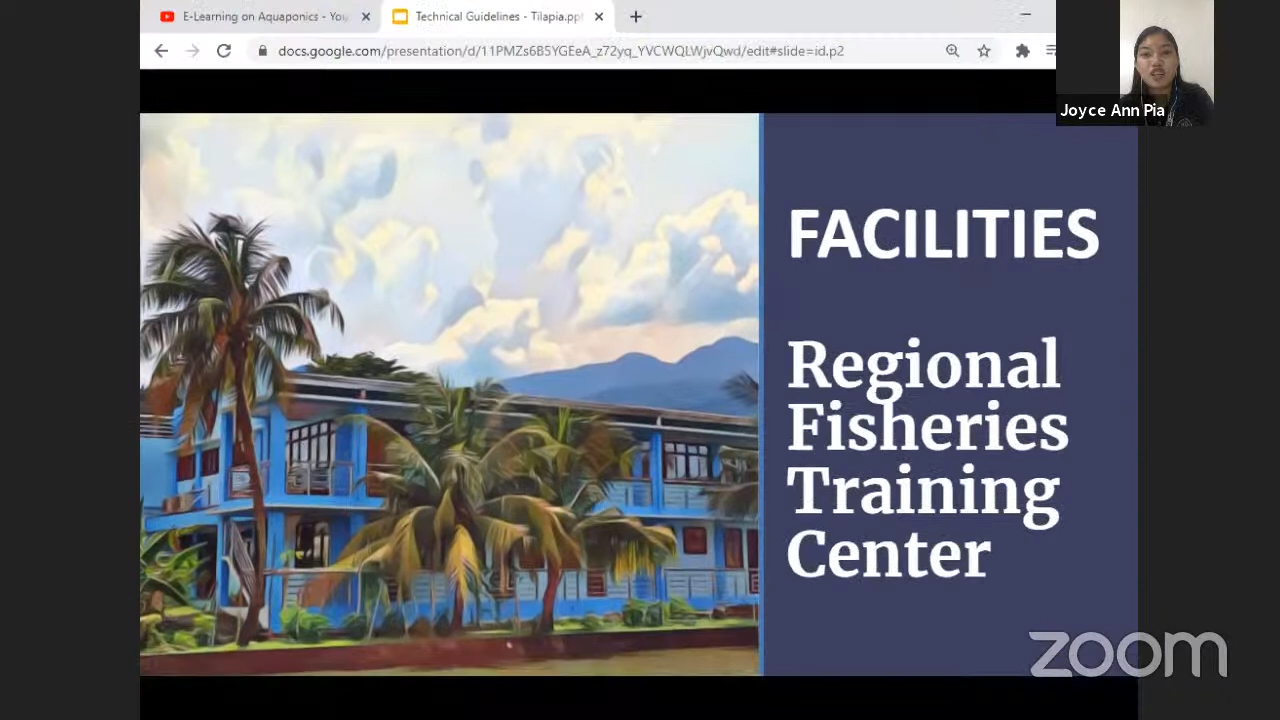 E-Learning on Aquaponics - You
Technical Guidelines - Tilapia.ppt
docs.google.com/presentation/d/11PMZs6B5YGEeA_z72yq_YVCWQLWjvQwd/edit#slide=id.p2
Joyce Ann Pia
FACILITIES
Regional
Fisheries
Training
Center
zoom